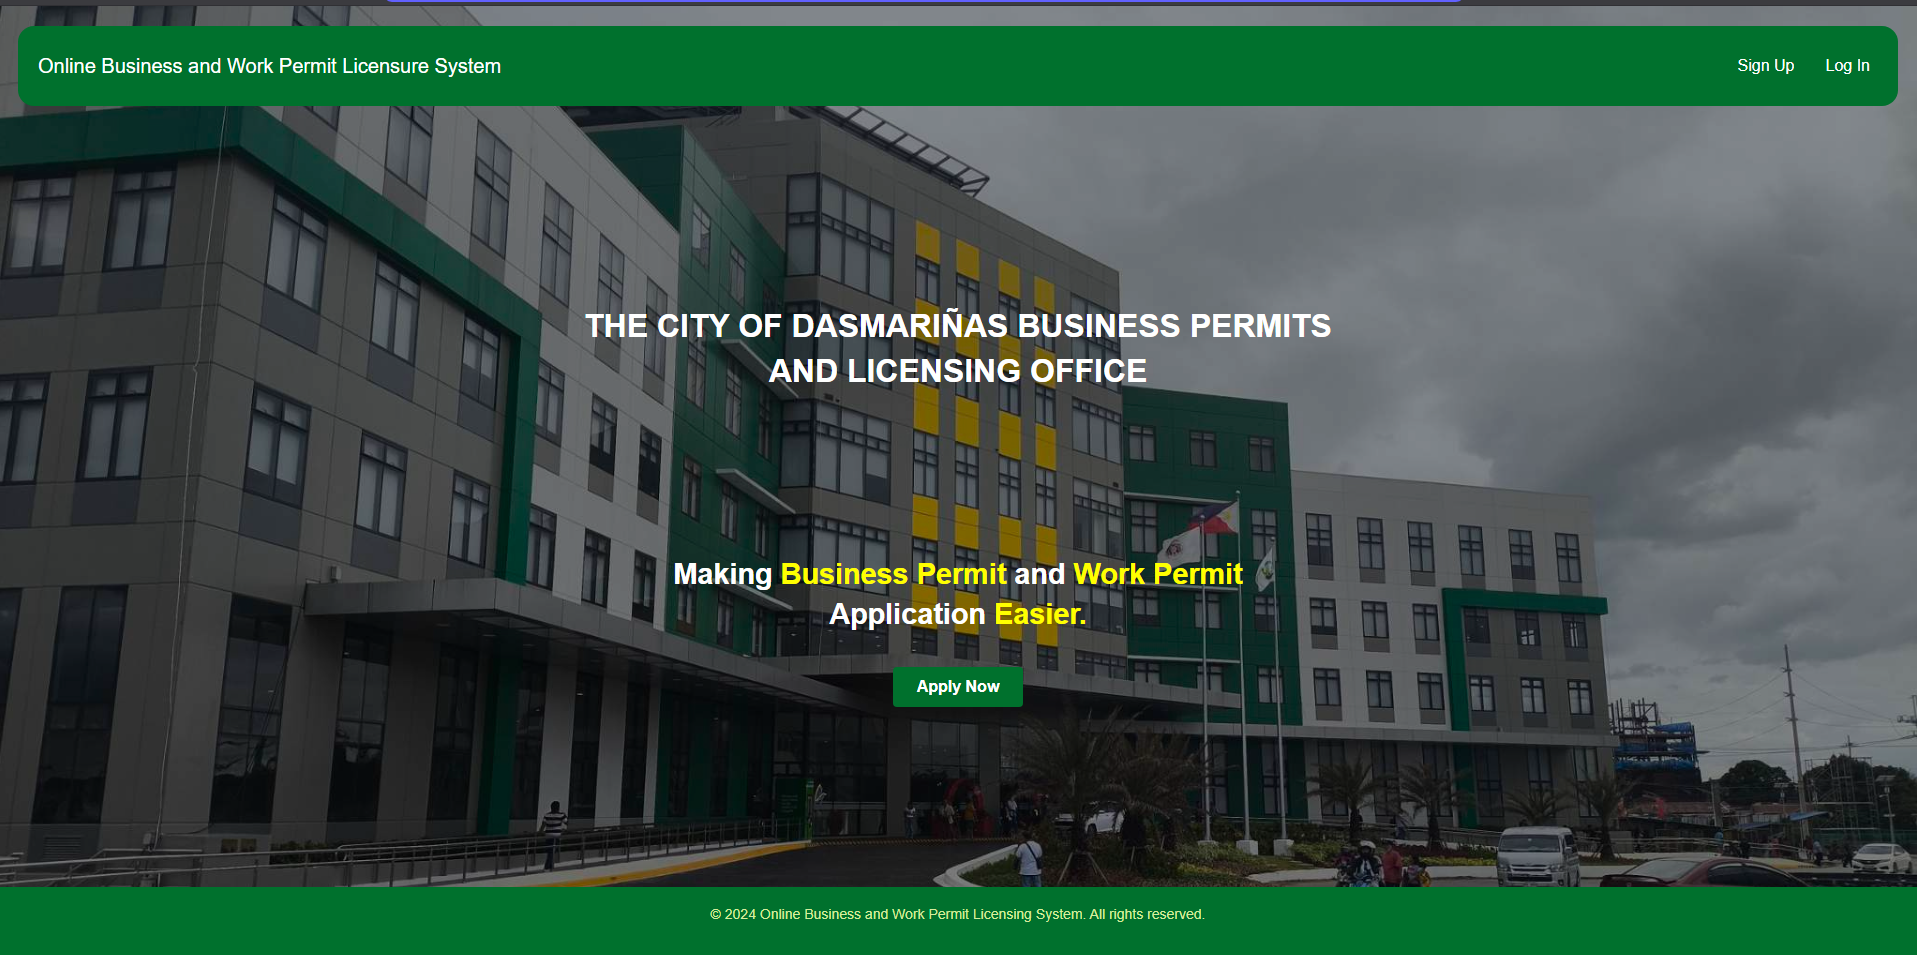 Online Business and Work Permit Licensure System
Sign Up
Log In
THE CITY OF DASMARIÑAS BUSINESS PERMITS
AND LICENSING OFFICE
Making Business Permit and Work Permit
Application Easier.
Apply Now
© 2024 Online Business and Work Permit Licensing System. All rights reserved.